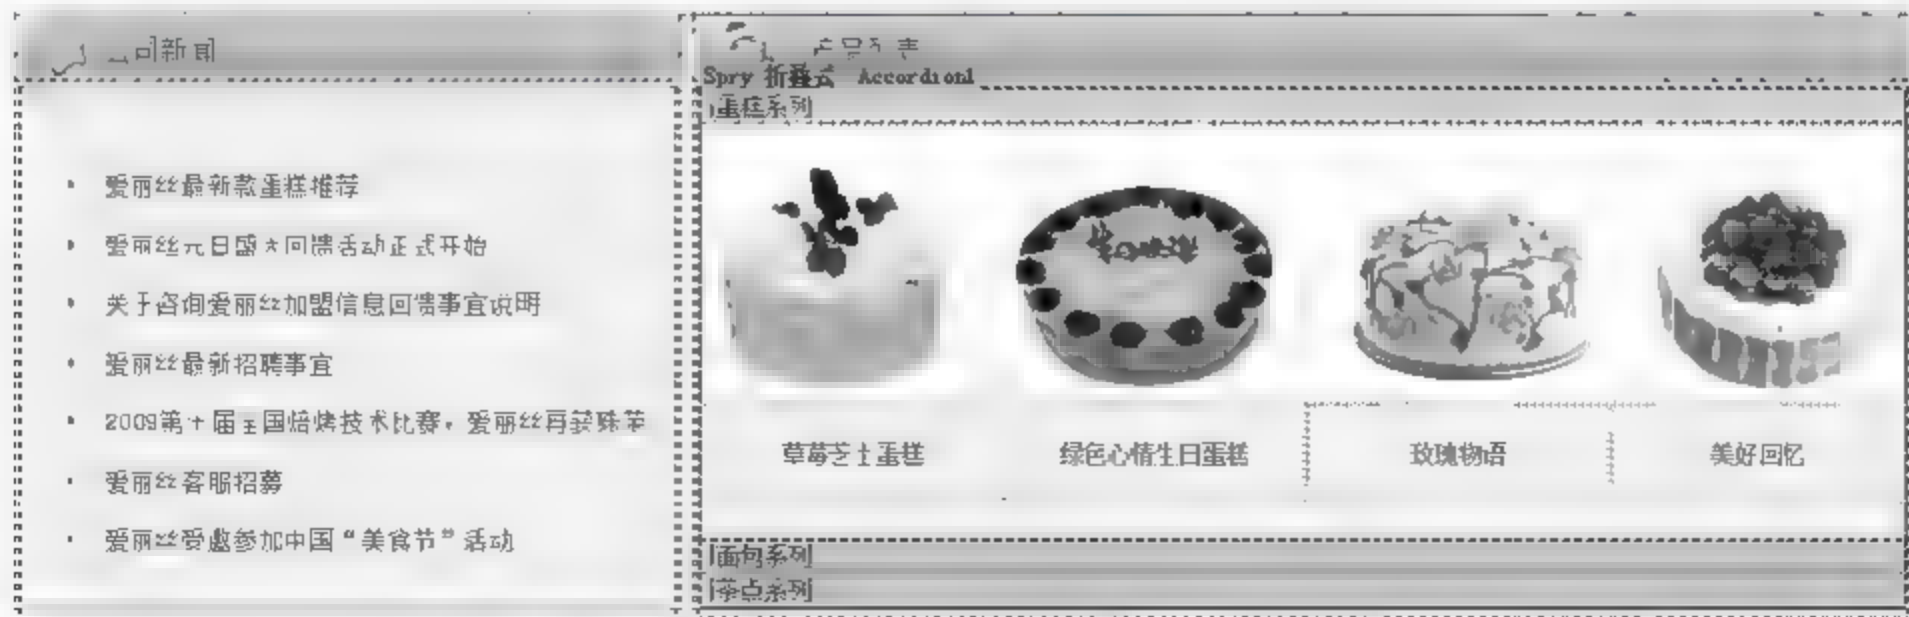 公司新闻
爱丽丝最新款蛋糕推荐
爱丽丝元旦盛大回馈活动正式开始
关于咨询爱丽丝加盟信息回馈事宜说明
爱丽丝最新招聘事宜
2009第十届全国焙烤技术比赛，爱丽丝再获殊荣
爱丽丝客服招募
爱丽丝受邀参加中国“美食节”活动
产品列表
Spry 折叠式: Accordion1
蛋糕系列
草莓芝士蛋糕
绿色心情生日蛋糕
玫瑰物语
美好回忆
面包系列
茶点系列